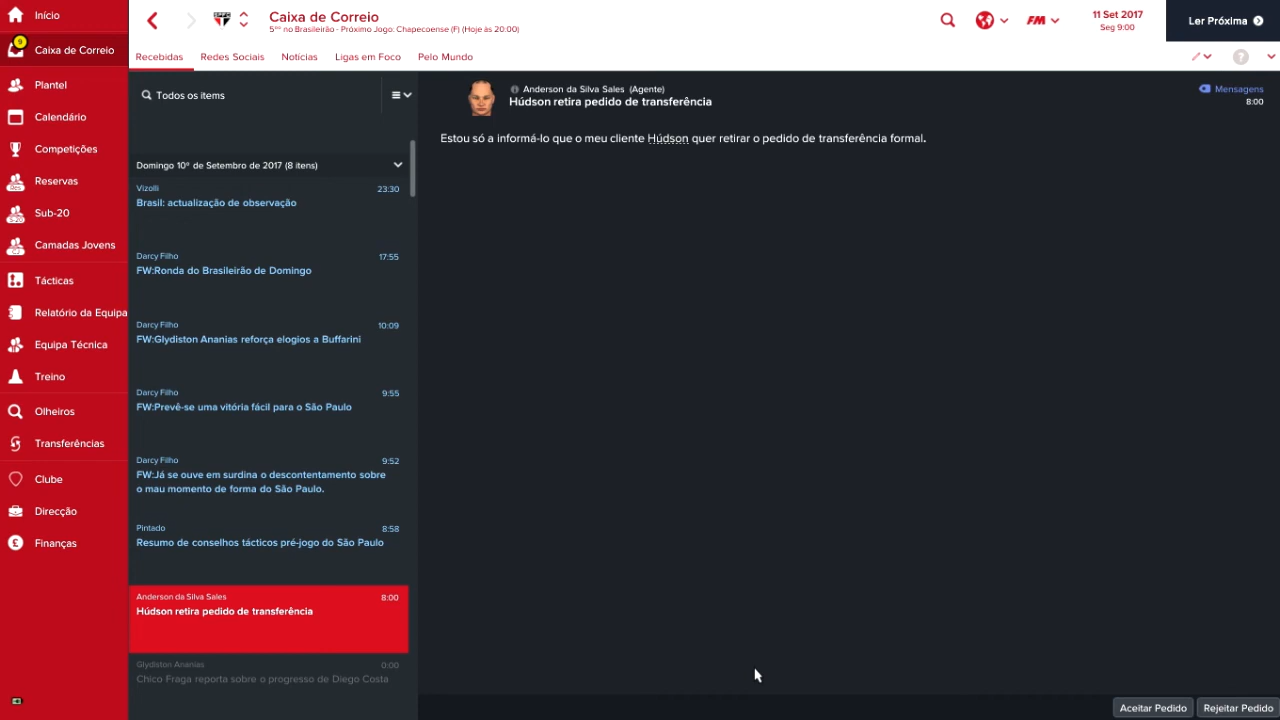 Início
9
Caixa de Correio
Plantel
Calendário
Competições
Reservas
Sub-20
Camadas Jovens
Tácticas
Relatório da Equipa
Equipa Técnica
Treino
Olheiros
Transferências
Clube
Direcção
Finanças
Caixa de Correio
5º no Brasileirão - Próximo Jogo: Chapecoense (F) (Hoje às 20:00)
FM
11 Set 2017
Seg 9:00
Ler Próxima
Recebidas Redes Sociais Notícias Ligas em Foco Pelo Mundo
Todos os items
Domingo 10º de Setembro de 2017 (8 itens)
Vizolli 23:30
Brasil: actualização de observação
Darcy Filho 17:55
FW:Ronda do Brasileirão de Domingo
Darcy Filho 10:09
FW:Glydiston Ananias reforça elogios a Buffarini
Darcy Filho 9:55
FW:Prevê-se uma vitória fácil para o São Paulo
Darcy Filho 9:52
FW:Já se ouve em surdina o descontentamento sobre
o mau momento de forma do São Paulo.
Pintado 8:58
Resumo de conselhos tácticos pré-jogo do São Paulo
Anderson da Silva Sales 8:00
Húdson retira pedido de transferência
Glydiston Ananias 0:00
Chico Fraga reporta sobre o progresso de Diego Costa
Anderson da Silva Sales (Agente)
Húdson retira pedido de transferência
Mensagens
8:00
Estou só a informá-lo que o meu cliente Húdson quer retirar o pedido de transferência formal.
Aceitar Pedido Rejeitar Pedido